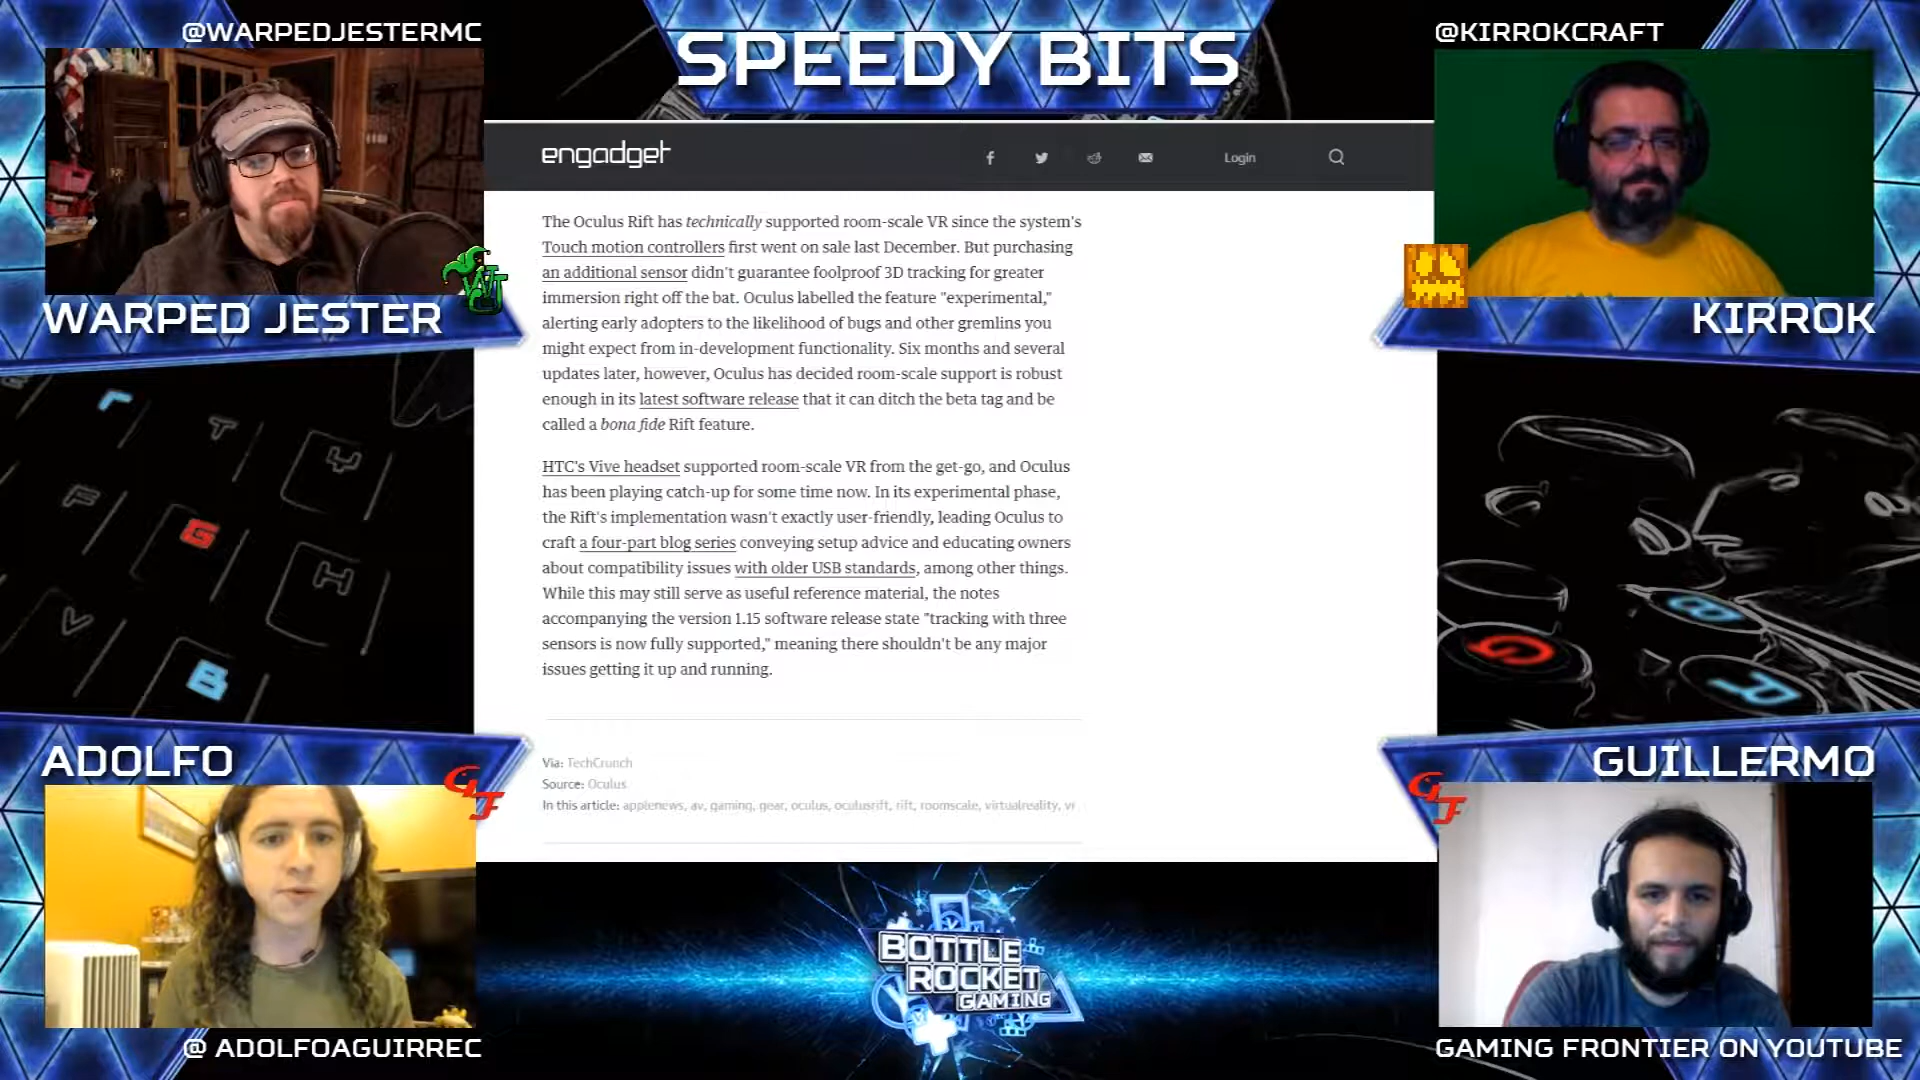 @WARPEDJESTERMC
SPEEDY BITS
@KIRROKCRAFT
engadget
Login
The Oculus Rift has technically supported room-scale VR since the system's
Touch motion controllers first went on sale last December. But purchasing
an additional sensor didn't guarantee foolproof 3D tracking for greater
immersion right off the bat. Oculus labelled the feature "experimental,"
alerting early adopters to the likelihood of bugs and other gremlins you
might expect from in-development functionality. Six months and several
updates later, however, Oculus has decided room-scale support is robust
enough in its latest software release that it can ditch the beta tag and be
called a bona fide Rift feature.
HTC's Vive headset supported room-scale VR from the get-go, and Oculus
has been playing catch-up for some time now. In its experimental phase,
the Rift's implementation wasn't exactly user-friendly, leading Oculus to
craft a four-part blog series conveying setup advice and educating owners
about compatibility issues with older USB standards, among other things.
While this may still serve as useful reference material, the notes
accompanying the version 1.15 software release state "tracking with three
sensors is now fully supported," meaning there shouldn't be any major
issues getting it up and running.
Via: TechCrunch
Source: Oculus
In this article: applenews, av, gaming, gear, oculus, oculusrift, rift, roomscale, virtualreality, vr
WJ
WARPED JESTER
KIRROK
T
Y
F
G
H
V
B
G
B
R
ADOLFO
GF
GUILLERMO
GF
BOTTLE
ROCKET
GAMING
@ ADOLFOAGUIRREC
GAMING FRONTIER ON YOUTUBE